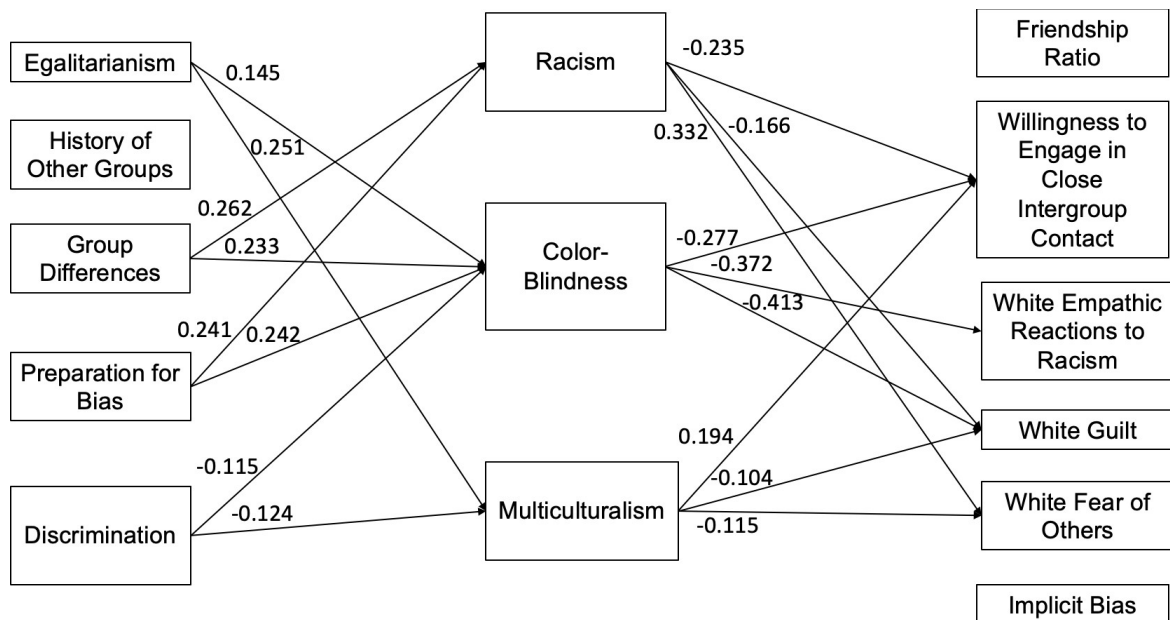 Egalitarianism
History of
Other Groups
Group
Differences
Preparation for
Bias
Discrimination
0.145
0.251
0.262
0.233
0.241
0.242
-0.115
-0.124
Racism
Color-
Blindness
Multiculturalism
-0.235
-0.166
0.332
-0.277
-0.372
-0.413
0.194
-0.104
-0.115
Friendship
Ratio
Willingness to
Engage in
Close
Intergroup
Contact
White Empathic
Reactions to
Racism
White Guilt
White Fear of
Others
Implicit Bias